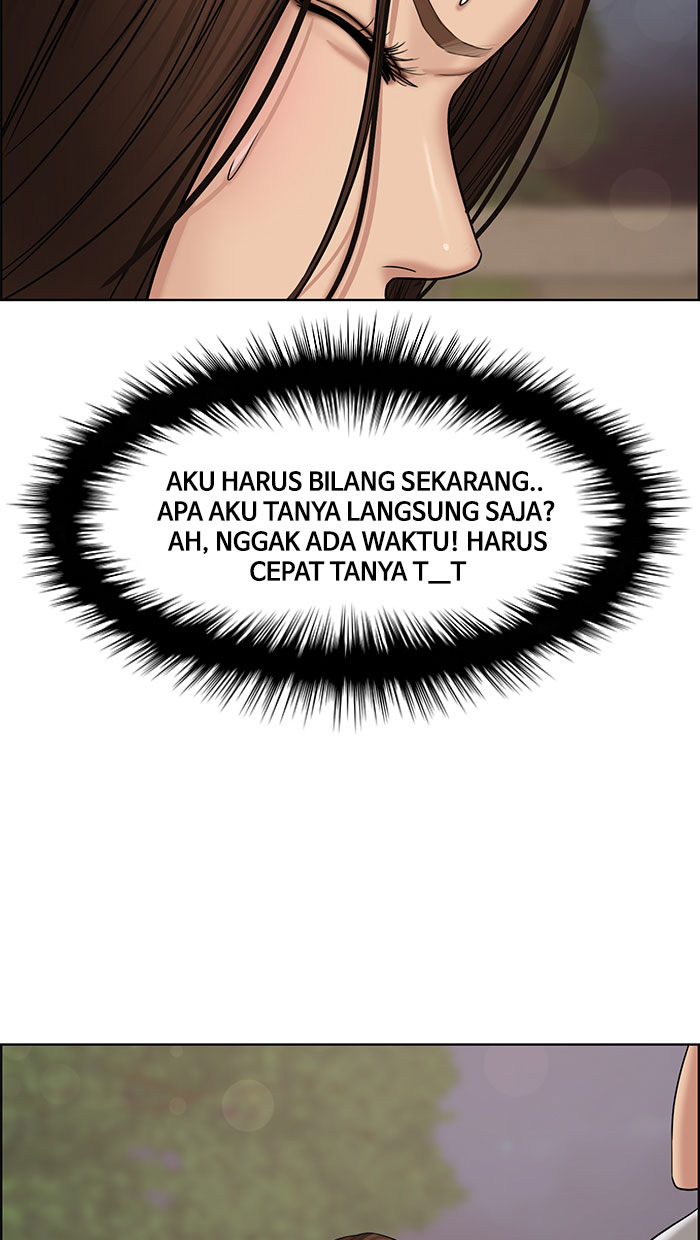 AKU HARUS BILANG SEKARANG..
APA AKU TANYA LANGSUNG SAJA?
AH, NGGAK ADA WAKTU! HARUS
CEPAT TANYA T__T